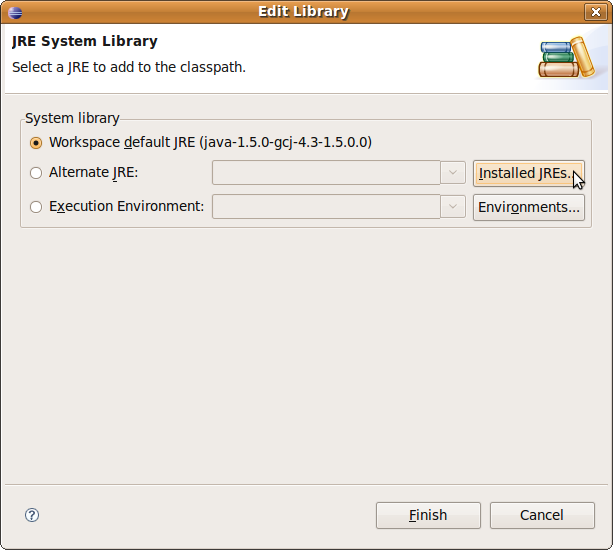 Edit Library
JRE System Library
Select a JRE to add to the classpath.
System library
Workspace default JRE (java-1.5.0-gcj-4.3-1.5.0.0)
Alternate JRE: Installed JREs...
Execution Environment: Environments...
? Finish Cancel